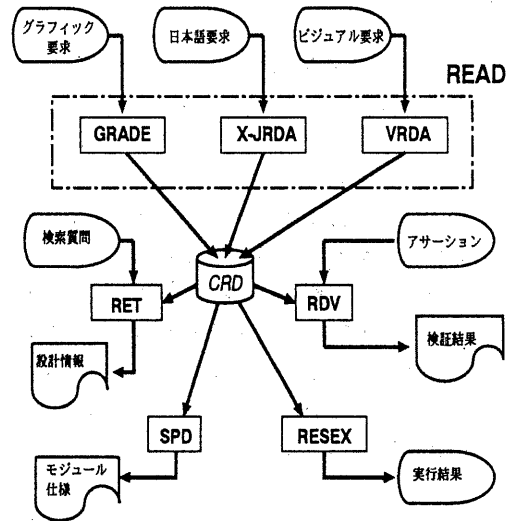 グラフィック
要求
日本語要求
ビジュアル要求
READ
GRADE
X-JRDA
VRDA
検索質問
アサーション
CRD
RET
RDV
設計情報
検証結果
SPD
RESEX
モジュール
仕様
実行結果